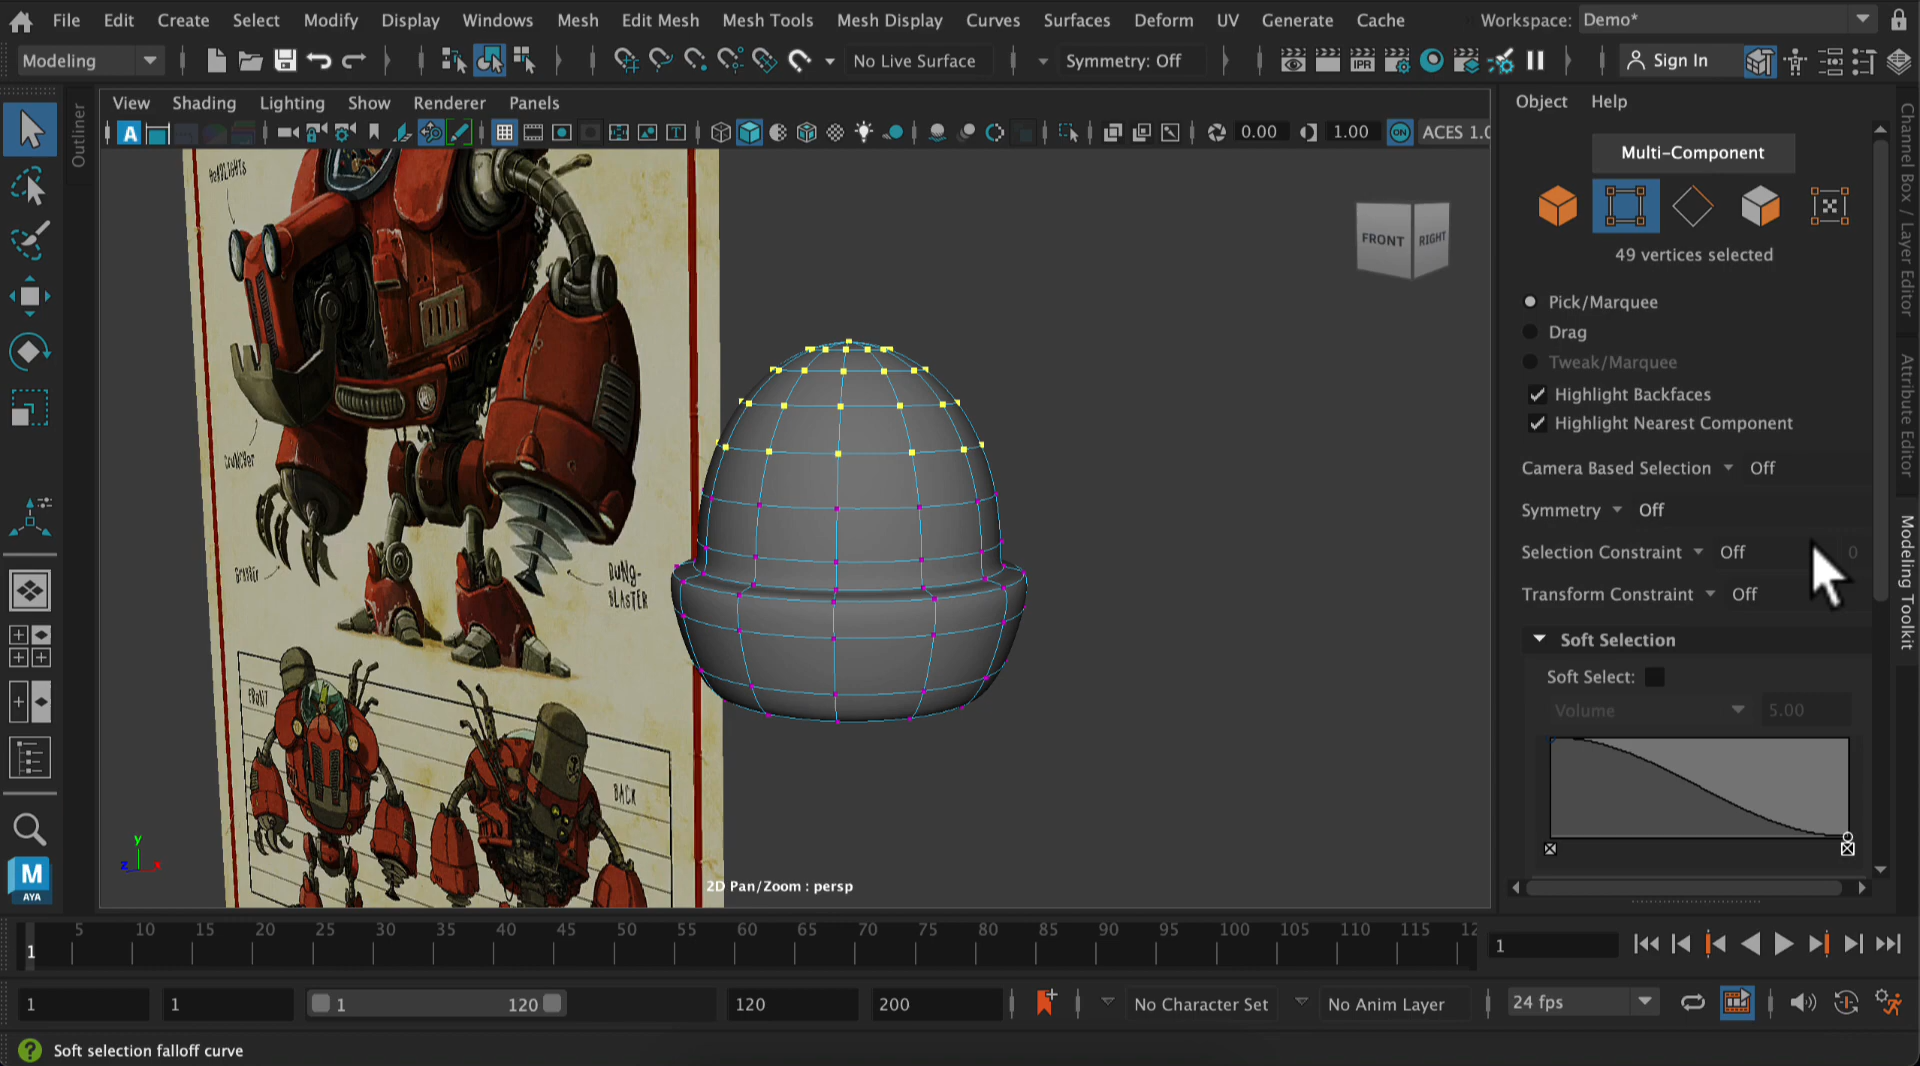 File Edit Create Select Modify Display Windows Mesh Edit Mesh Mesh Tools Mesh Display Curves Surfaces Deform UV Generate Cache Workspace: Demo*
Modeling No Live Surface Symmetry: Off IPR Sign In
View Shading Lighting Show Renderer Panels
A T 0.00 1.00 ON ACES 1.0
Outliner
HEADLIGHTS
CRUNCHER
GRABBER
DUNG-
BLASTER
FRONT
BACK
FRONT RIGHT
y
z x
2D Pan/Zoom : persp
Object Help
Multi-Component
49 vertices selected
Pick/Marquee
Drag
Tweak/Marquee
Highlight Backfaces
Highlight Nearest Component
Camera Based Selection Off
Symmetry Off
Selection Constraint Off 0
Transform Constraint Off
Soft Selection
Soft Select:
Volume 5.00
Channel Box / Layer Editor
Attribute Editor
Modeling Toolkit
M
AYA
5 10 15 20 25 30 35 40 45 50 55 60 65 70 75 80 85 90 95 100 105 110 115 12
1 1
1 1 1 120 120 200 No Character Set No Anim Layer 24 fps
? Soft selection falloff curve